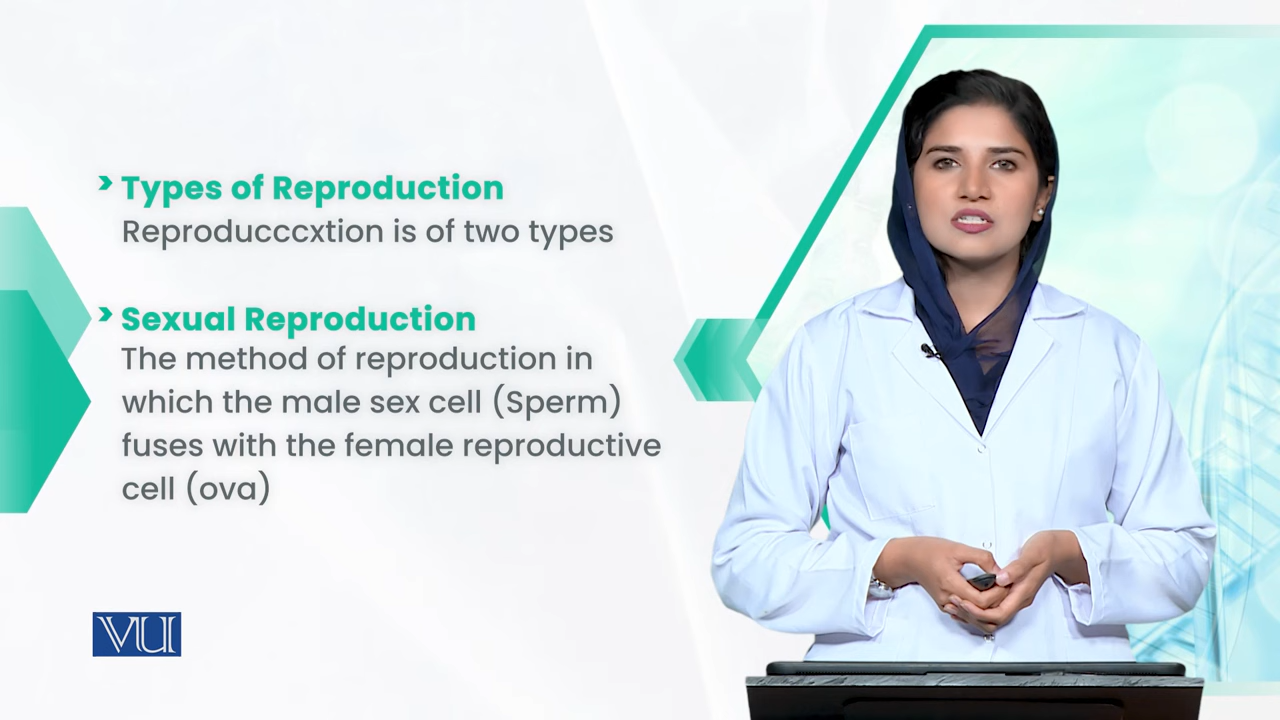 Types of Reproduction
Reproducccxtion is of two types
Sexual Reproduction
The method of reproduction in
which the male sex cell (Sperm)
fuses with the female reproductive
cell (ova)
VU